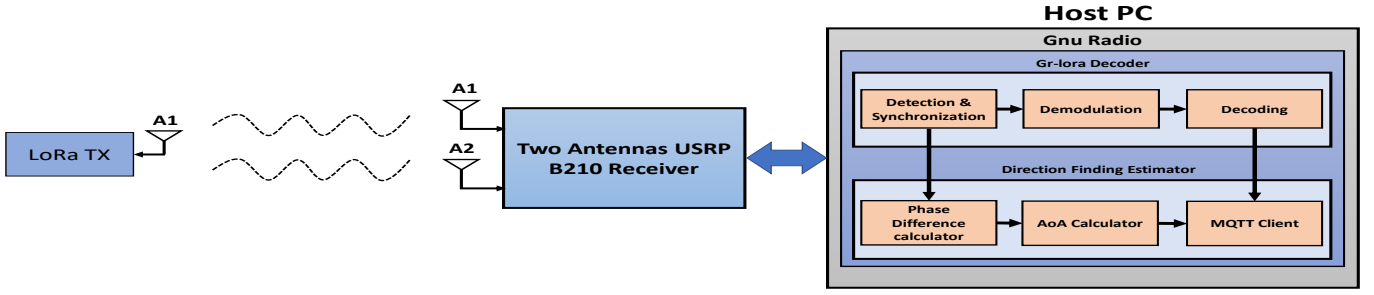 Host PC
Gnu Radio
Gr-lora Decoder
Detection &
Synchronization
Demodulation
Decoding
A1
LoRa TX
A1
A2
Two Antennas USRP
B210 Receiver
Direction Finding Estimator
Phase
Difference
calculator
AoA Calculator
MQTT Client